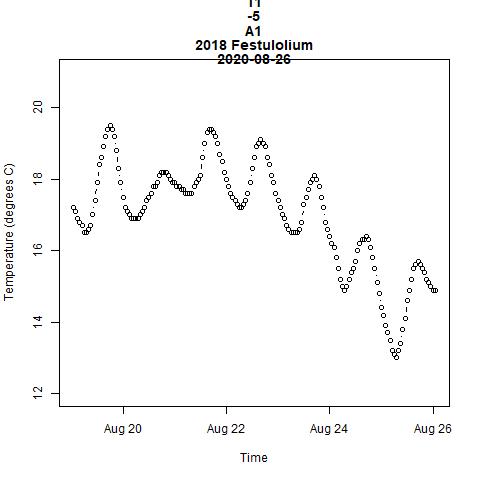 T1
-5
A1
2018 Festulolium
2020-08-26
Temperature (degrees C)
20
18
16
14
12
Aug 20
Aug 22
Aug 24
Aug 26
Time